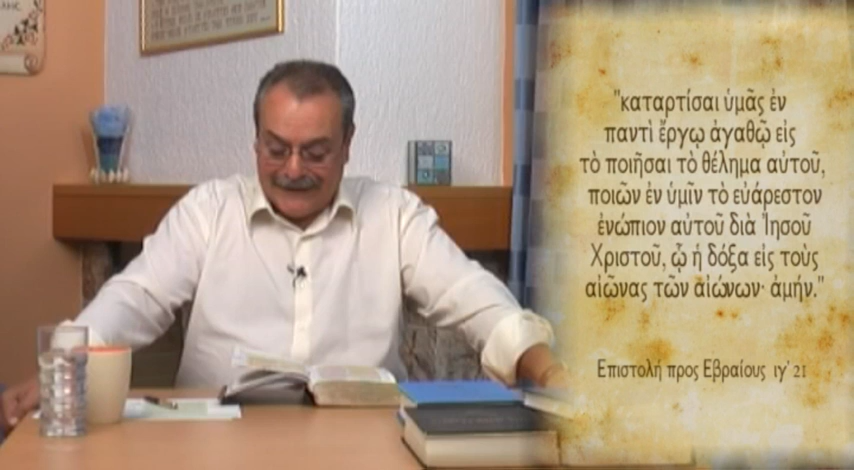 "καταρτίσαι ὑμᾶς ἐν
παντὶ ἔργῳ ἀγαθῷ εἰς
τὸ ποιῆσαι τὸ θέλημα αὐτοῦ,
ποιῶν ἐν ὑμῖν τὸ εὐάρεστον
ἐνώπιον αὐτοῦ διὰ Ἰησοῦ
Χριστοῦ, ᾧ ἡ δόξα εἰς τοὺς
αἰῶνας τῶν αἰώνων· ἀμήν."
Επιστολή προς Εβραίους ιγ' 21